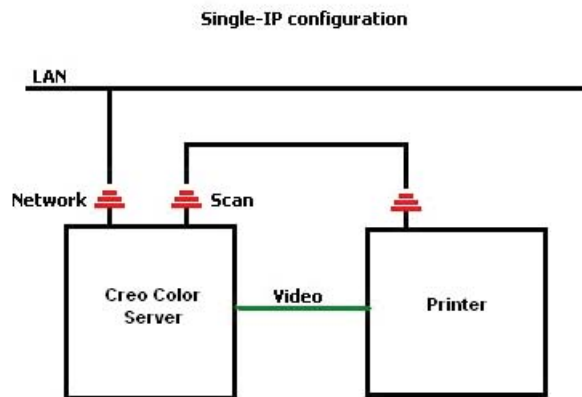 Single-IP configuration
LAN
Network
Scan
Creo Color
Server
Video
Printer